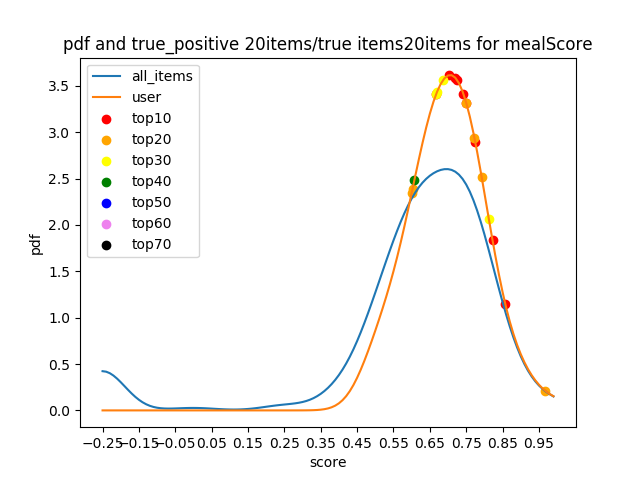 pdf and true_positive 20items/true items20items for mealScore
all_items
user
top10
top20
top30
top40
top50
top60
top70
pdf
3.5
3.0
2.5
2.0
1.5
1.0
0.5
0.0
−0.25−0.15−0.05 0.05 0.15 0.25 0.35 0.45 0.55 0.65 0.75 0.85 0.95
score